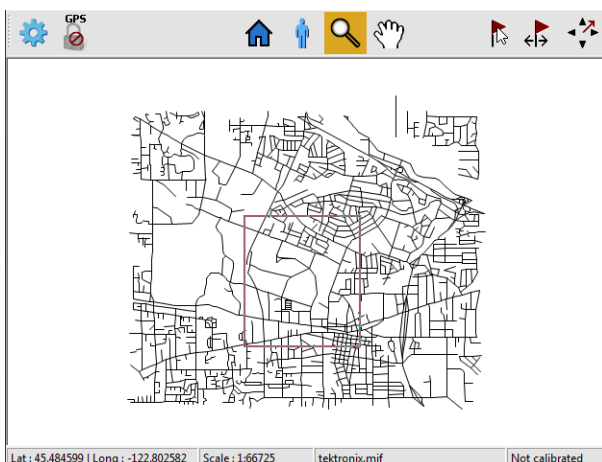 GPS
Lat : 45.484599 | Long : -122.802582
Scale : 1:66725
tektronix.mif
Not calibrated